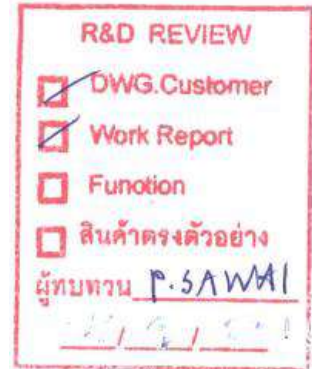 R&D REVIEW
DWG.Customer
Work Report
Function
สินค้าตรงตัวอย่าง
ผู้ทบทวน P.SAWAI